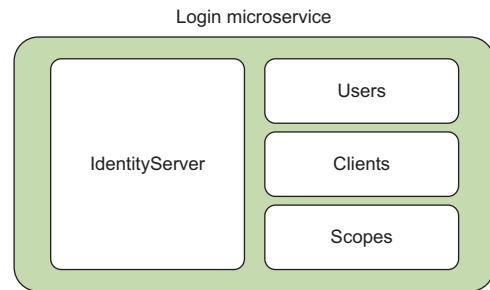 Login microservice
IdentityServer
Users
Clients
Scopes